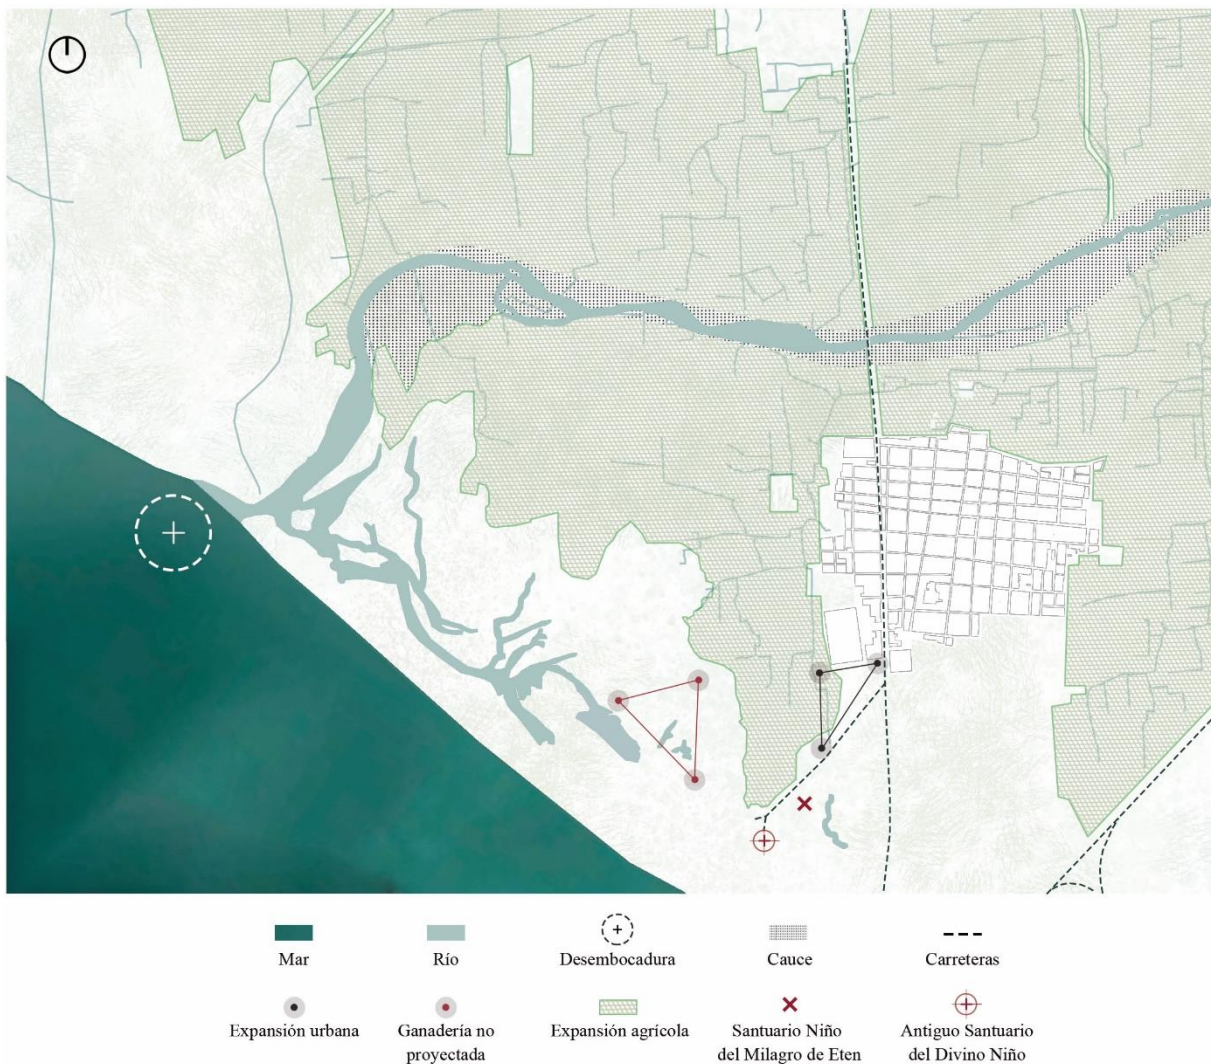 Mar
Río
Desembocadura
Cauce
Carreteras
Expansión urbana
Ganadería no
proyectada
Expansión agrícola
Santuario Niño
del Milagro de Eten
Antiguo Santuario
del Divino Niño